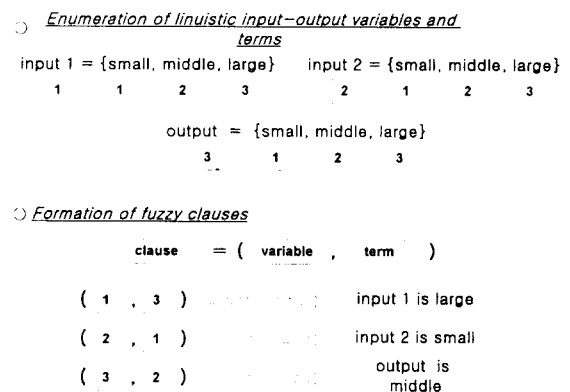 Enumeration of linuistic input-output variables and
terms
input 1 = {small, middle, large} input 2 = {small, middle, large}
1 1 2 3 2 1 2 3
output = {small, middle, large}
3 1 2 3
Formation of fuzzy clauses
clause = ( variable , term )
( 1 , 3 ) input 1 is large
( 2 , 1 ) input 2 is small
( 3 , 2 ) output is
middle